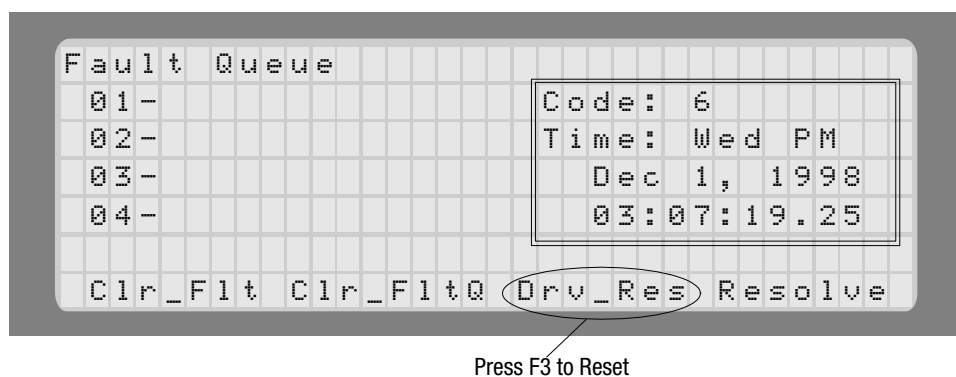 Fault Queue
01- Code: 6
02- Time: Wed PM
03- Dec 1, 1998
04- 03:07:19.25
Clr_Flt Clr_FltQ Drv_Res Resolve
Press F3 to Reset